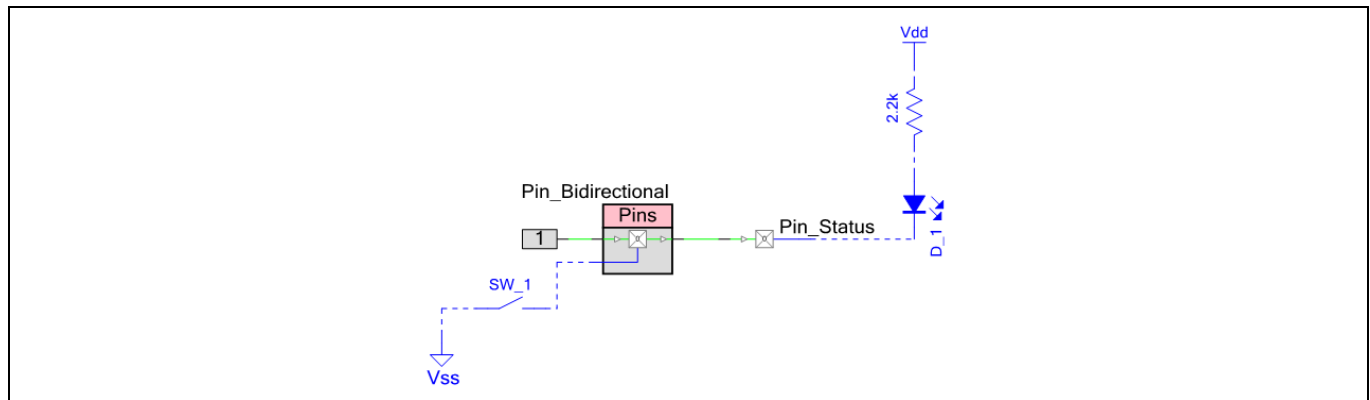 Vdd
2.2k
Pin_Bidirectional
Pins
1
Pin_Status
D_1
SW_1
Vss